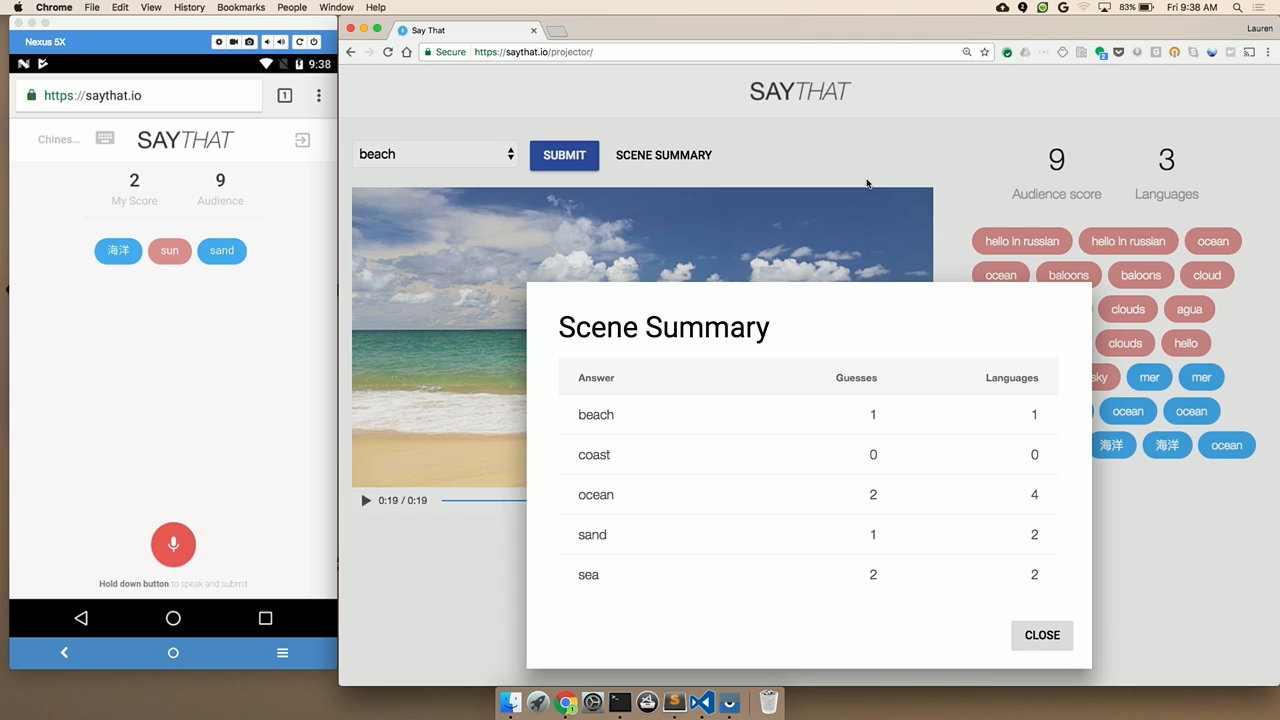 Chrome File Edit View History Bookmarks People Window Help
83% Fri 9:38 AM
Nexus 5X
9:38
https://saythat.io
1
Chines... SAYTHAT
2 9
My Score Audience
海洋 sun sand
Hold down button to speak and submit
Say That
Lauren
Secure https://saythat.io/projector/
SAYTHAT
beach SUBMIT SCENE SUMMARY
9 3
Audience score Languages
hello in russian hello in russian ocean
ocean baloons baloons cloud
clouds agua
clouds hello
sky mer mer
ocean ocean
海洋 海洋 ocean
0:19 / 0:19
Scene Summary
Answer Guesses Languages
beach 1 1
coast 0 0
ocean 2 4
sand 1 2
sea 2 2
CLOSE